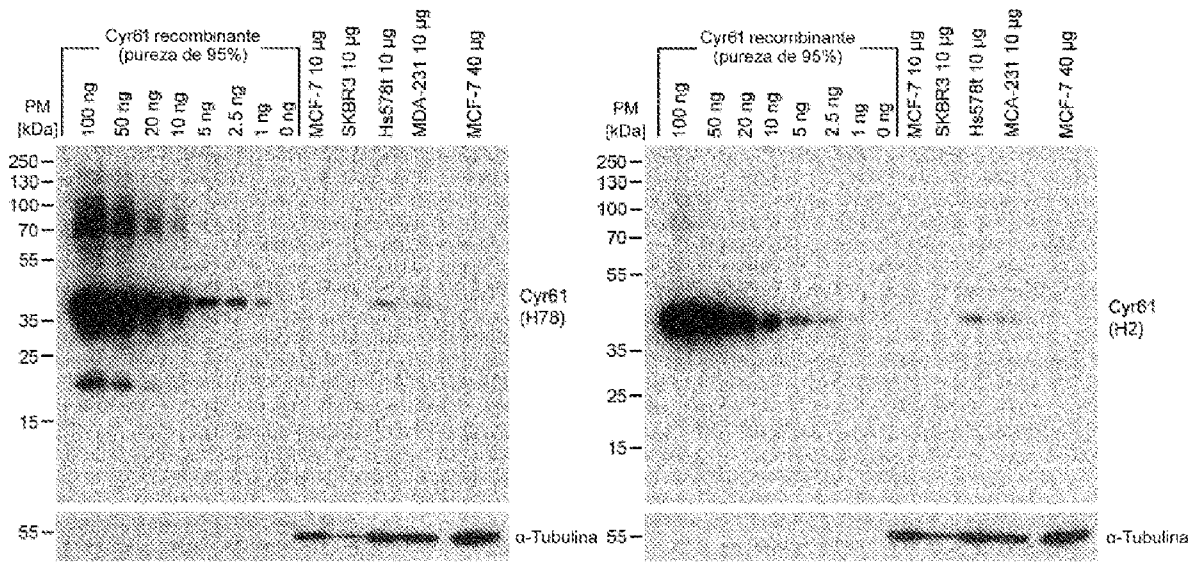 Cyr61 recombinante
(pureza de 95%)
PM
[kDa]
100 ng
50 ng
20 ng
10 ng
5 ng
2.5 ng
1 ng
0 ng
MCF-7 10 µg
SKBR3 10 µg
Hs578t 10 µg
MDA-231 10 µg
MCF-7 40 µg
250
130
100
70
55
35
25
15
Cyr61
(H78)
55
α-Tubulina
Cyr61 recombinante
(pureza de 95%)
PM
[kDa]
100 ng
50 ng
20 ng
10 ng
5 ng
2.5 ng
1 ng
0 ng
MCF-7 10 µg
SKBR3 10 µg
Hs578t 10 µg
MCA-231 10 µg
MCF-7 40 µg
250
130
100
70
55
35
25
15
Cyr61
(H2)
55
α-Tubulina